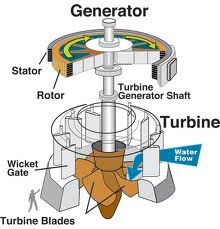 Generator
Stator
Rotor
Turbine
Generator Shaft
Turbine
Wicket
Gate
Water
Flow
Turbine Blades